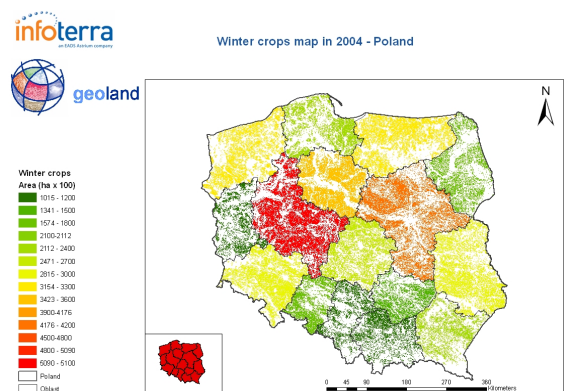 infoterra
an EADS Astrium company
Winter crops map in 2004 - Poland
geoland
N
Winter crops
Area (ha x 100)
1015 - 1200
1341 - 1500
1574 - 1800
2100-2112
2112 - 2400
2471 - 2700
2815 - 3000
3154 - 3300
3423 - 3600
3900-4176
4176 - 4200
4500-4800
4800 - 5090
5090 - 5100
Poland
Oblast
0 45 90 180 270 360
Kilometers